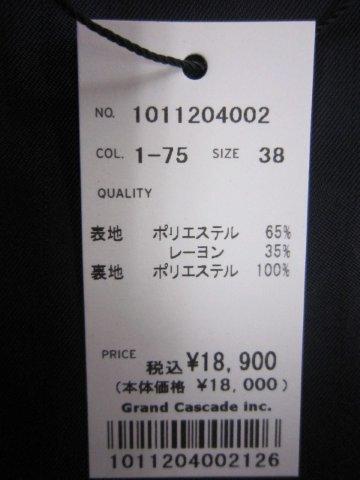 NO. 1011204002
COL. 1-75 SIZE 38
QUALITY
表地 ポリエステル 65%
レーヨン 35%
裏地 ポリエステル 100%
PRICE 税込 ¥18,900
(本体価格 ¥18,000)
Grand Cascade inc.
1011204002126